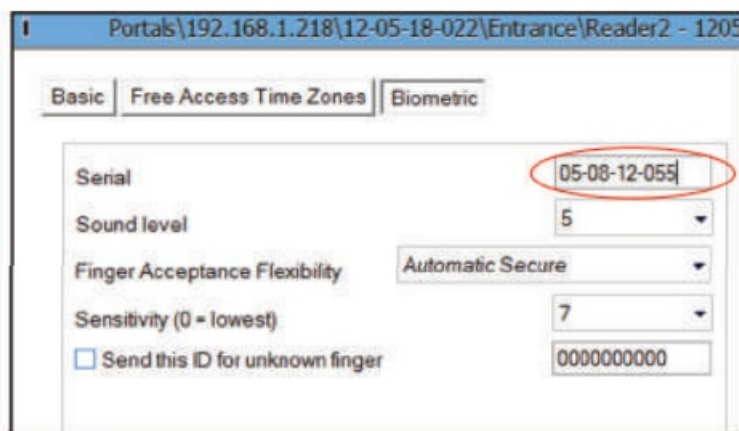 Portals\192.168.1.218\12-05-18-022\Entrance\Reader2 - 1205
Basic Free Access Time Zones Biometric
Serial 05-08-12-055
Sound level 5
Finger Acceptance Flexibility Automatic Secure
Sensitivity (0 = lowest) 7
Send this ID for unknown finger 0000000000